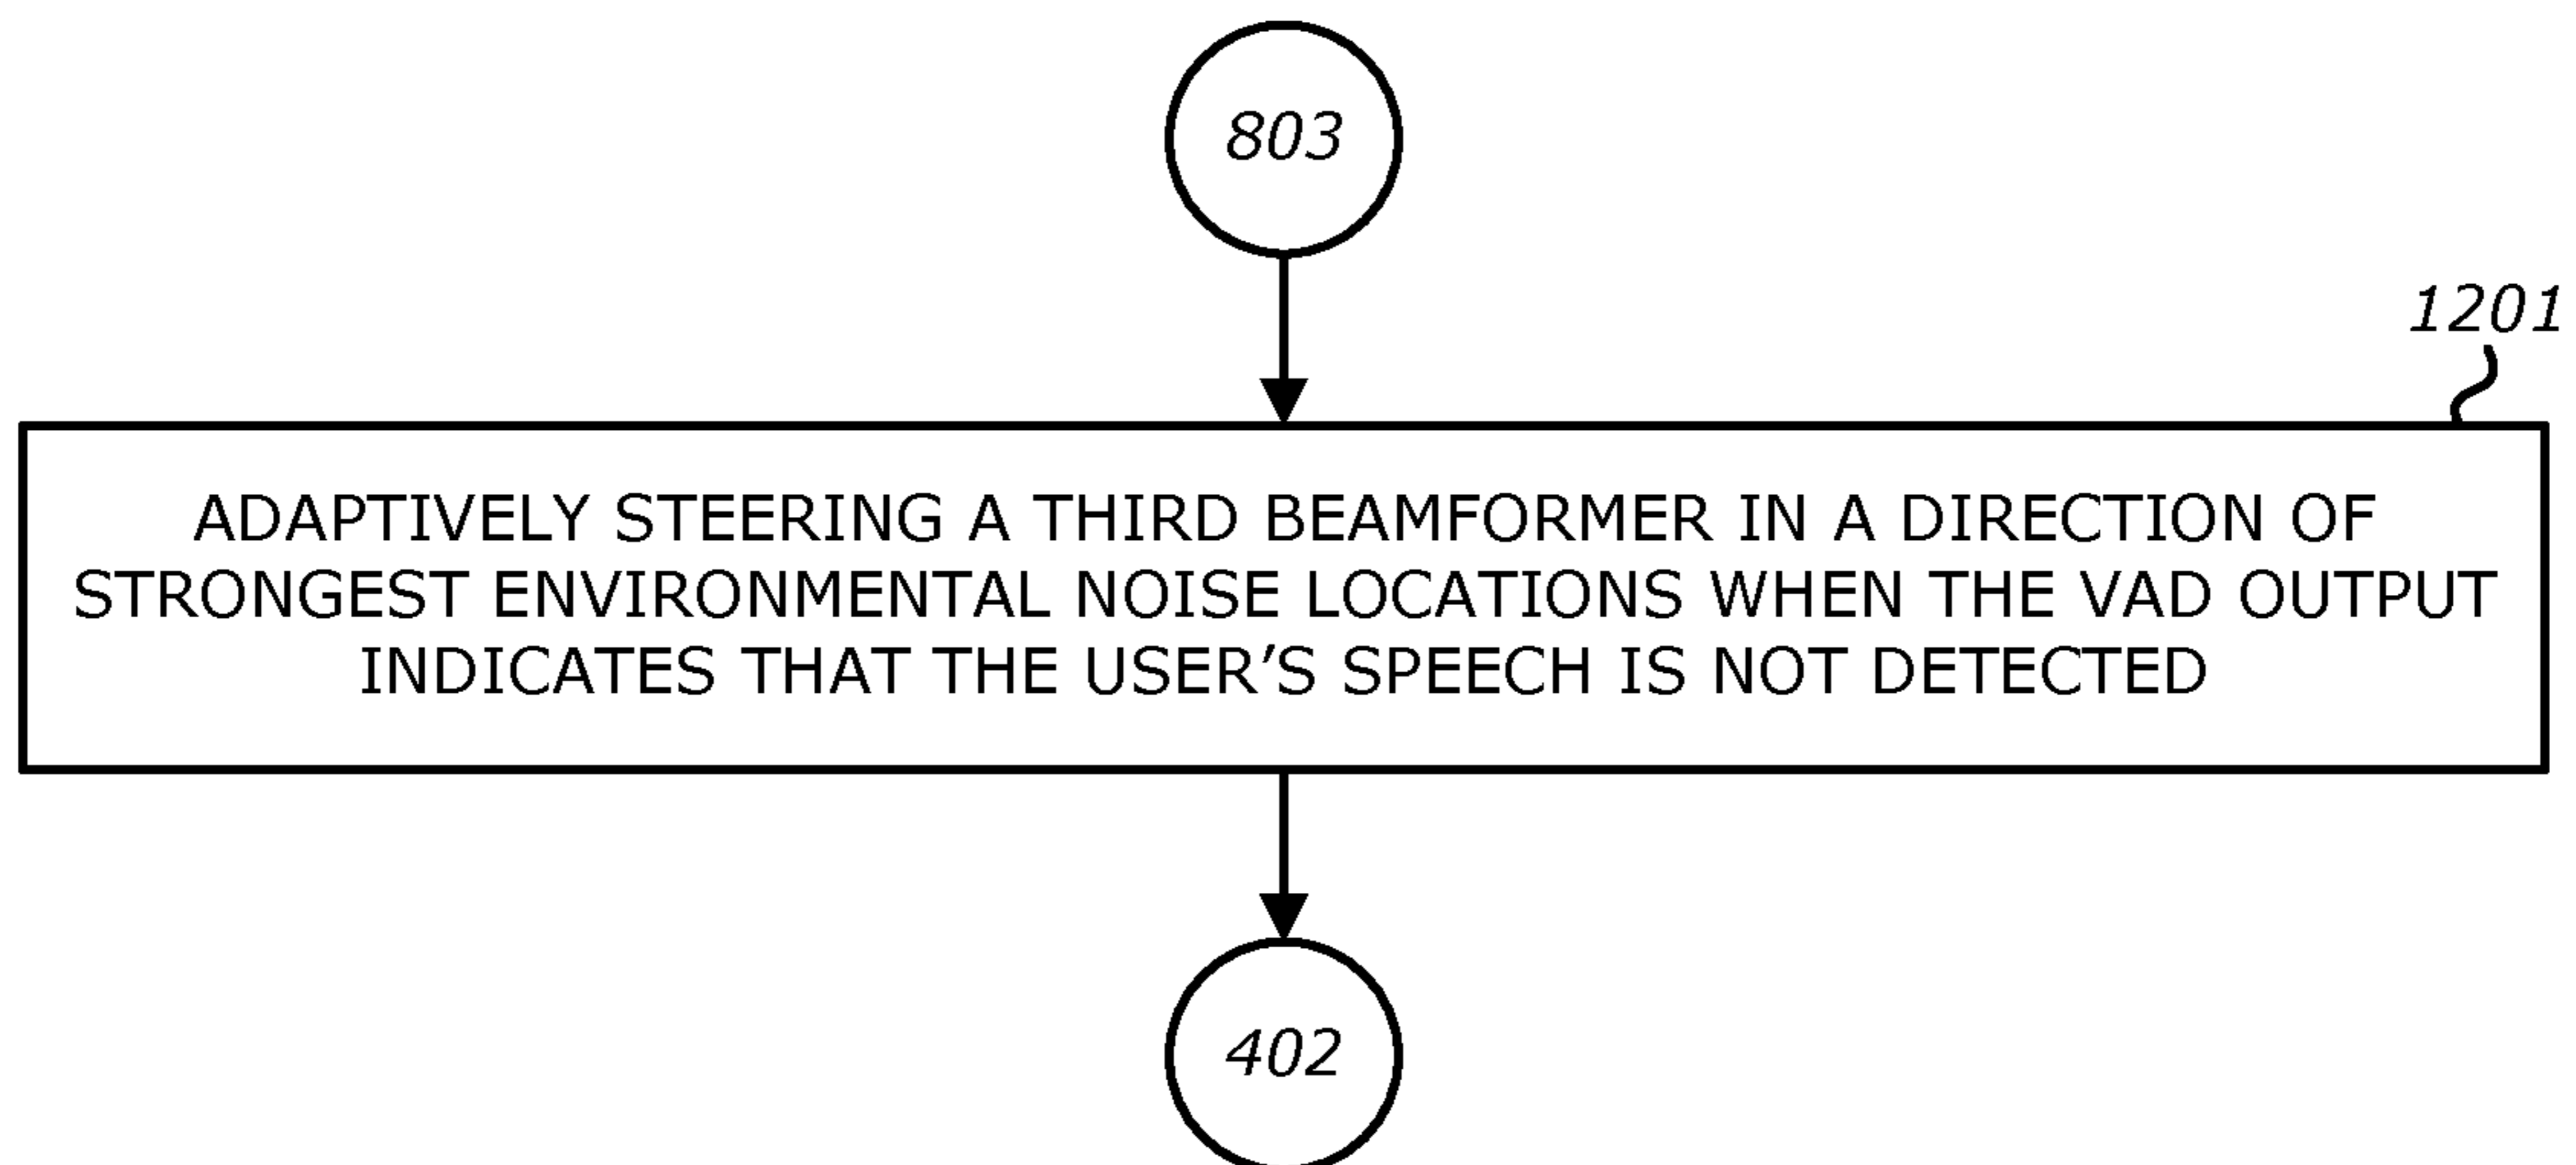 803
1201
ADAPTIVELY STEERING A THIRD BEAMFORMER IN A DIRECTION OF
STRONGEST ENVIRONMENTAL NOISE LOCATIONS WHEN THE VAD OUTPUT
INDICATES THAT THE USER’S SPEECH IS NOT DETECTED
402